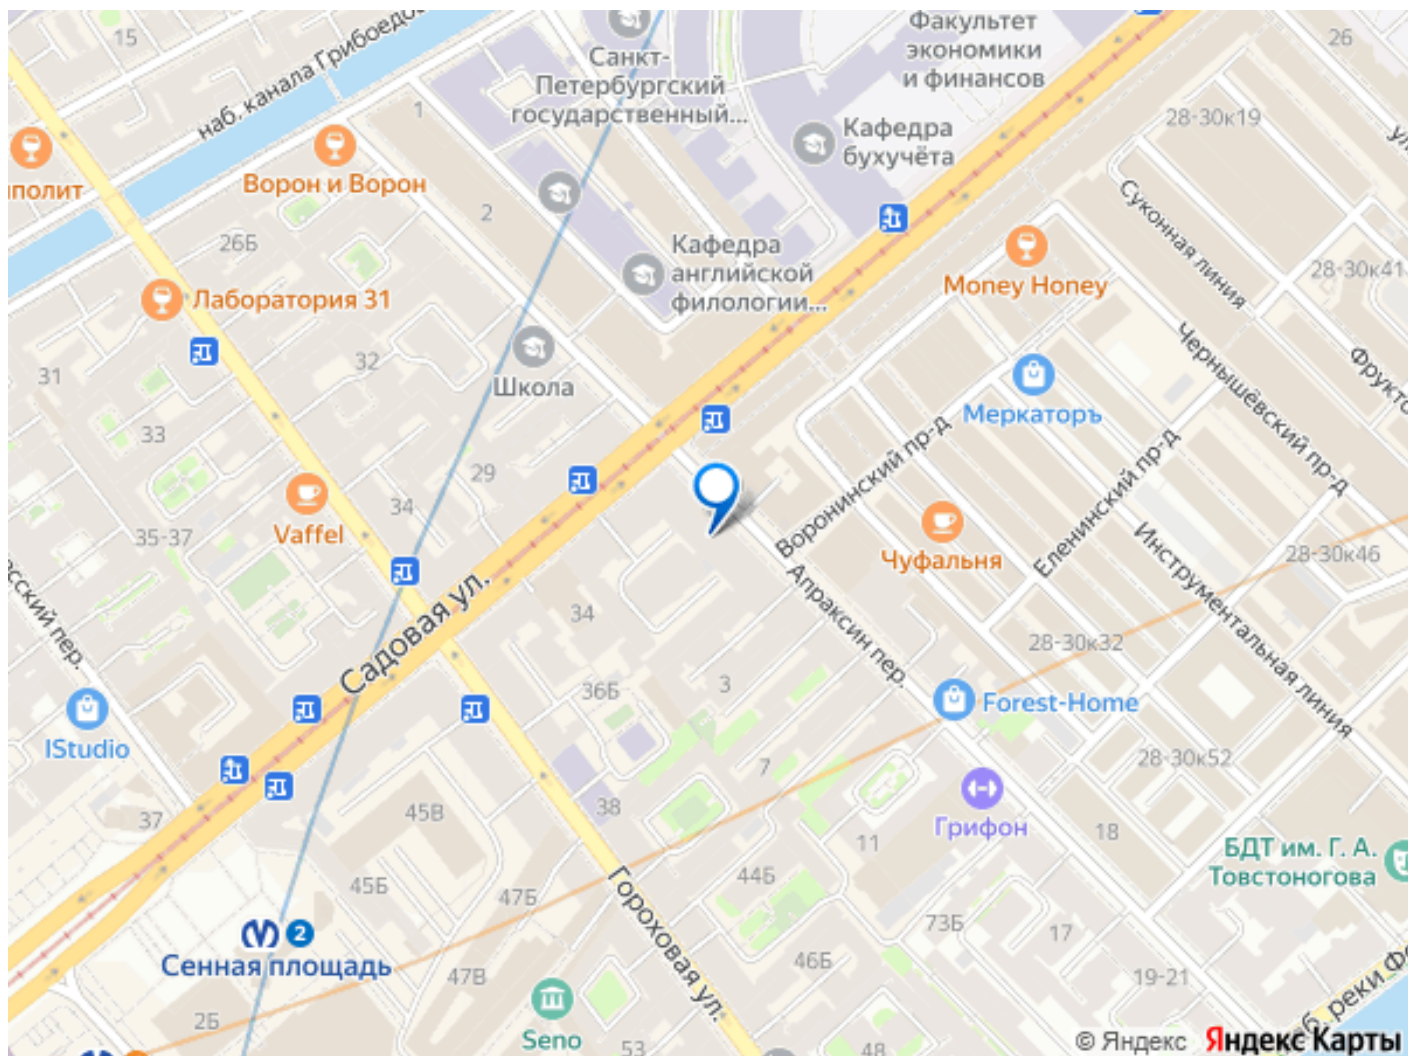 15
наб. канала Грибоедов
Санкт-
Петербургский
государственный...
Факультет
экономики
и финансов
26
28-30к19
1
Кафедра
бухучёта
Ворон и Ворон
иполит
2
26Б
Суконная линия
Кафедра
английской
филологии...
Money Honey
28-30к41
Лаборатория 31
32
31
Школа
Чернышёвский пр-д
Меркаторъ
33
29
Воронинский пр-д
Еленинский пр-д
34
Vaffel
35-37
Чуфальня
Инструментальная линия
28-30к46
Садовая ул.
34
Апраксин пер.
28-30к32
36Б
3
Forest-Home
IStudio
7
28-30к52
38
45В
37
Грифон
11
18
БДТ им. Г. А.
Товстоногова
45Б
47Б
44Б
Гороховая ул.
73Б
17
2
Сенная площадь
47В
46Б
19-21
2Б
Seno
53
48
© Яндекс
Яндекс Карты